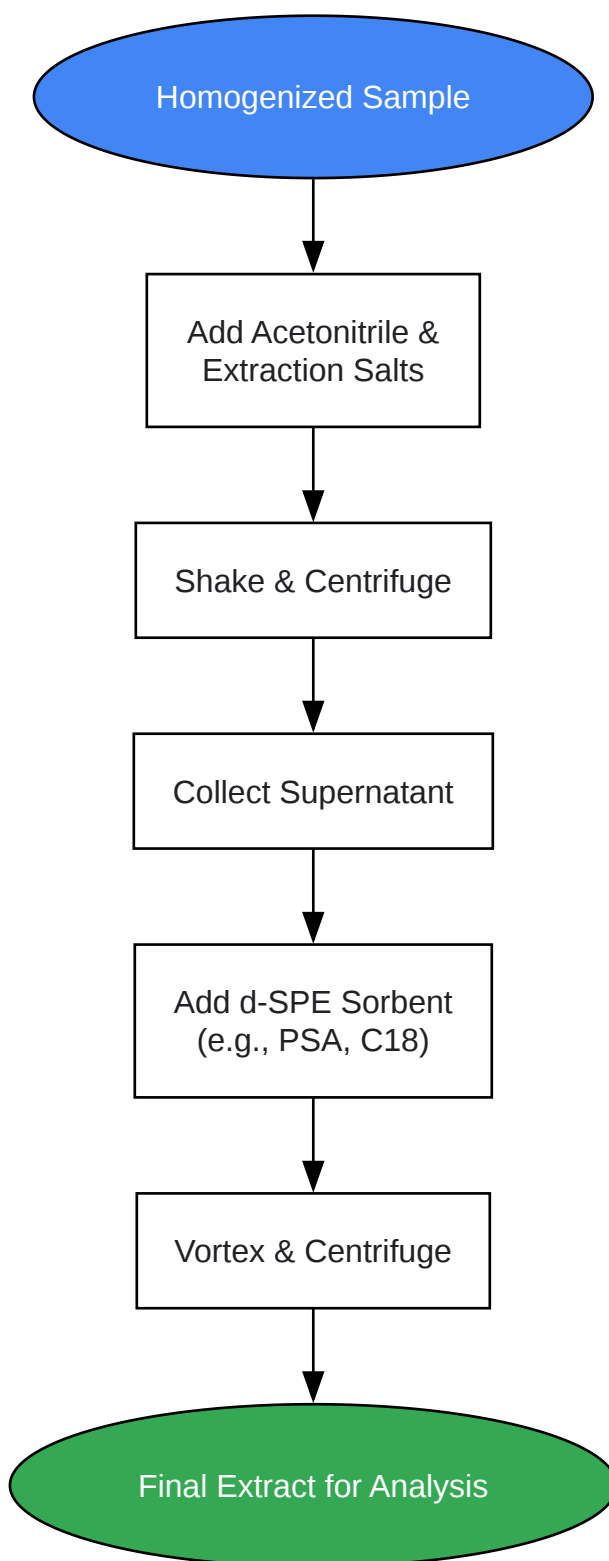 Homogenized Sample
Add Acetonitrile &
Extraction Salts
Shake & Centrifuge
Collect Supernatant
Add d-SPE Sorbent
(e.g., PSA, C18)
Vortex & Centrifuge
Final Extract for Analysis